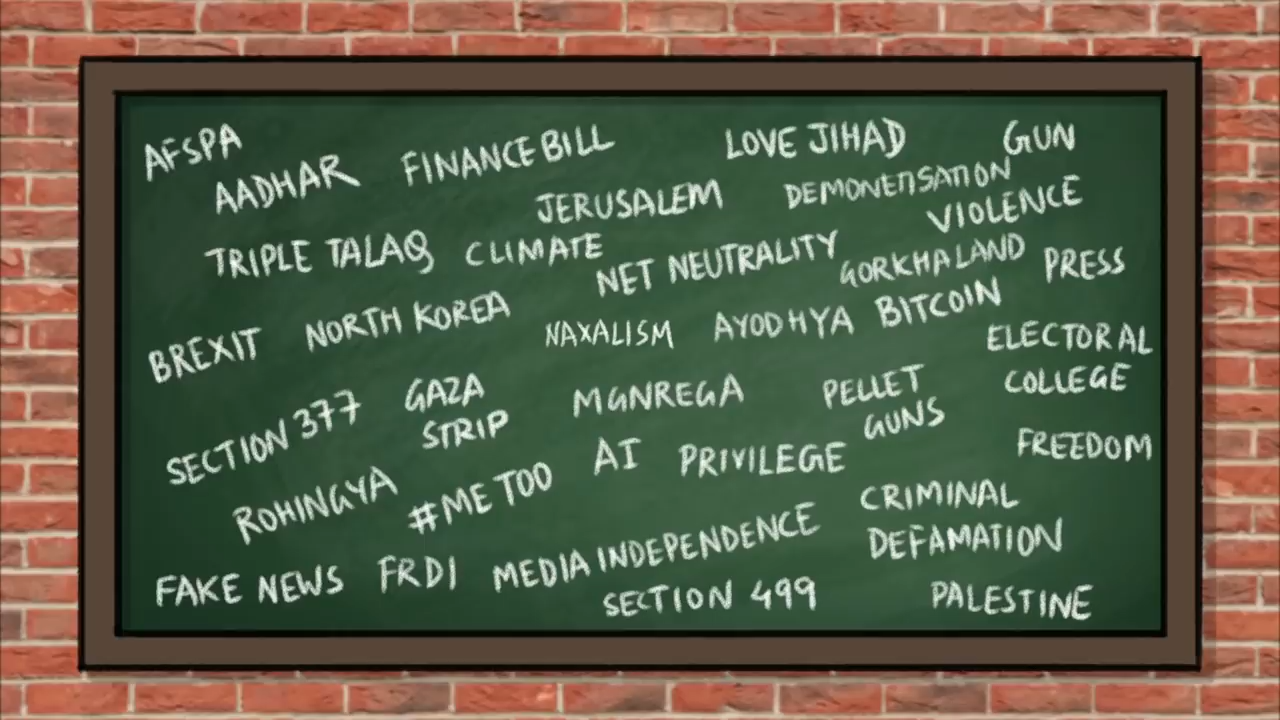 AFSPA
AADHAR
FINANCE BILL
LOVE JIHAD
GUN
VIOLENCE
JERUSALEM
DEMONETISATION
TRIPLE TALAQ
CLIMATE
NET NEUTRALITY
GORKHALAND
PRESS
BREXIT
NORTH KOREA
NAXALISM
AYODHYA
BITCOIN
ELECTORAL
COLLEGE
SECTION 377
GAZA
STRIP
MGNREGA
PELLET
GUNS
FREEDOM
ROHINGYA
#METOO
AI
PRIVILEGE
CRIMINAL
DEFAMATION
FAKE NEWS
FRDI
MEDIA INDEPENDENCE
SECTION 499
PALESTINE